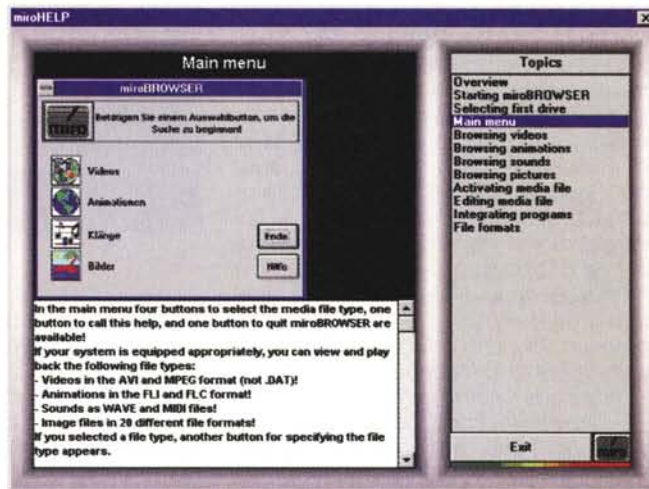 miroHELP
Main menu
miroBROWSER
miro
Betätigen Sie einem Auswahlbutton, um die
Suche zu beginnen!
Videos
Animationen
Klänge
Ende
Bilder
Hilfe
In the main menu four buttons to select the media file type, one
button to call this help, and one button to quit miroBROWSER are
available!
If your system is equipped appropriately, you can view and play
back the following file types:
- Videos in the AVI and MPEG format (not .DAT)!
- Animations in the FLI and FLC format!
- Sounds as WAVE and MIDI files!
- Image files in 20 different file formats!
If you selected a file type, another button for specifying the file
type appears.
Topics
Overview
Starting miroBROWSER
Selecting first drive
Main menu
Browsing videos
Browsing animations
Browsing sounds
Browsing pictures
Activating media file
Editing media file
Integrating programs
File formats
Exit
miro